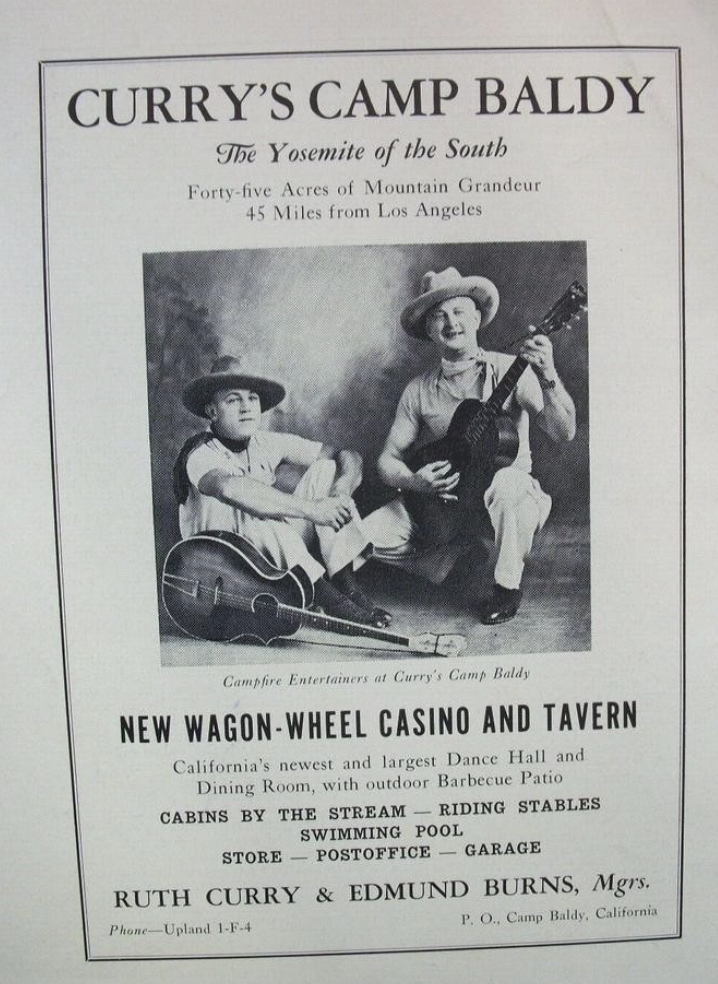 CURRY'S CAMP BALDY
The Yosemite of the South
Forty-five Acres of Mountain Grandeur
45 Miles from Los Angeles
Campfire Entertainers at Curry's Camp Baldy
NEW WAGON-WHEEL CASINO AND TAVERN
California's newest and largest Dance Hall and
Dining Room, with outdoor Barbecue Patio
CABINS BY THE STREAM — RIDING STABLES
SWIMMING POOL
STORE — POSTOFFICE — GARAGE
RUTH CURRY & EDMUND BURNS, Mgrs.
Phone—Upland 1-F-4
P. O., Camp Baldy, California